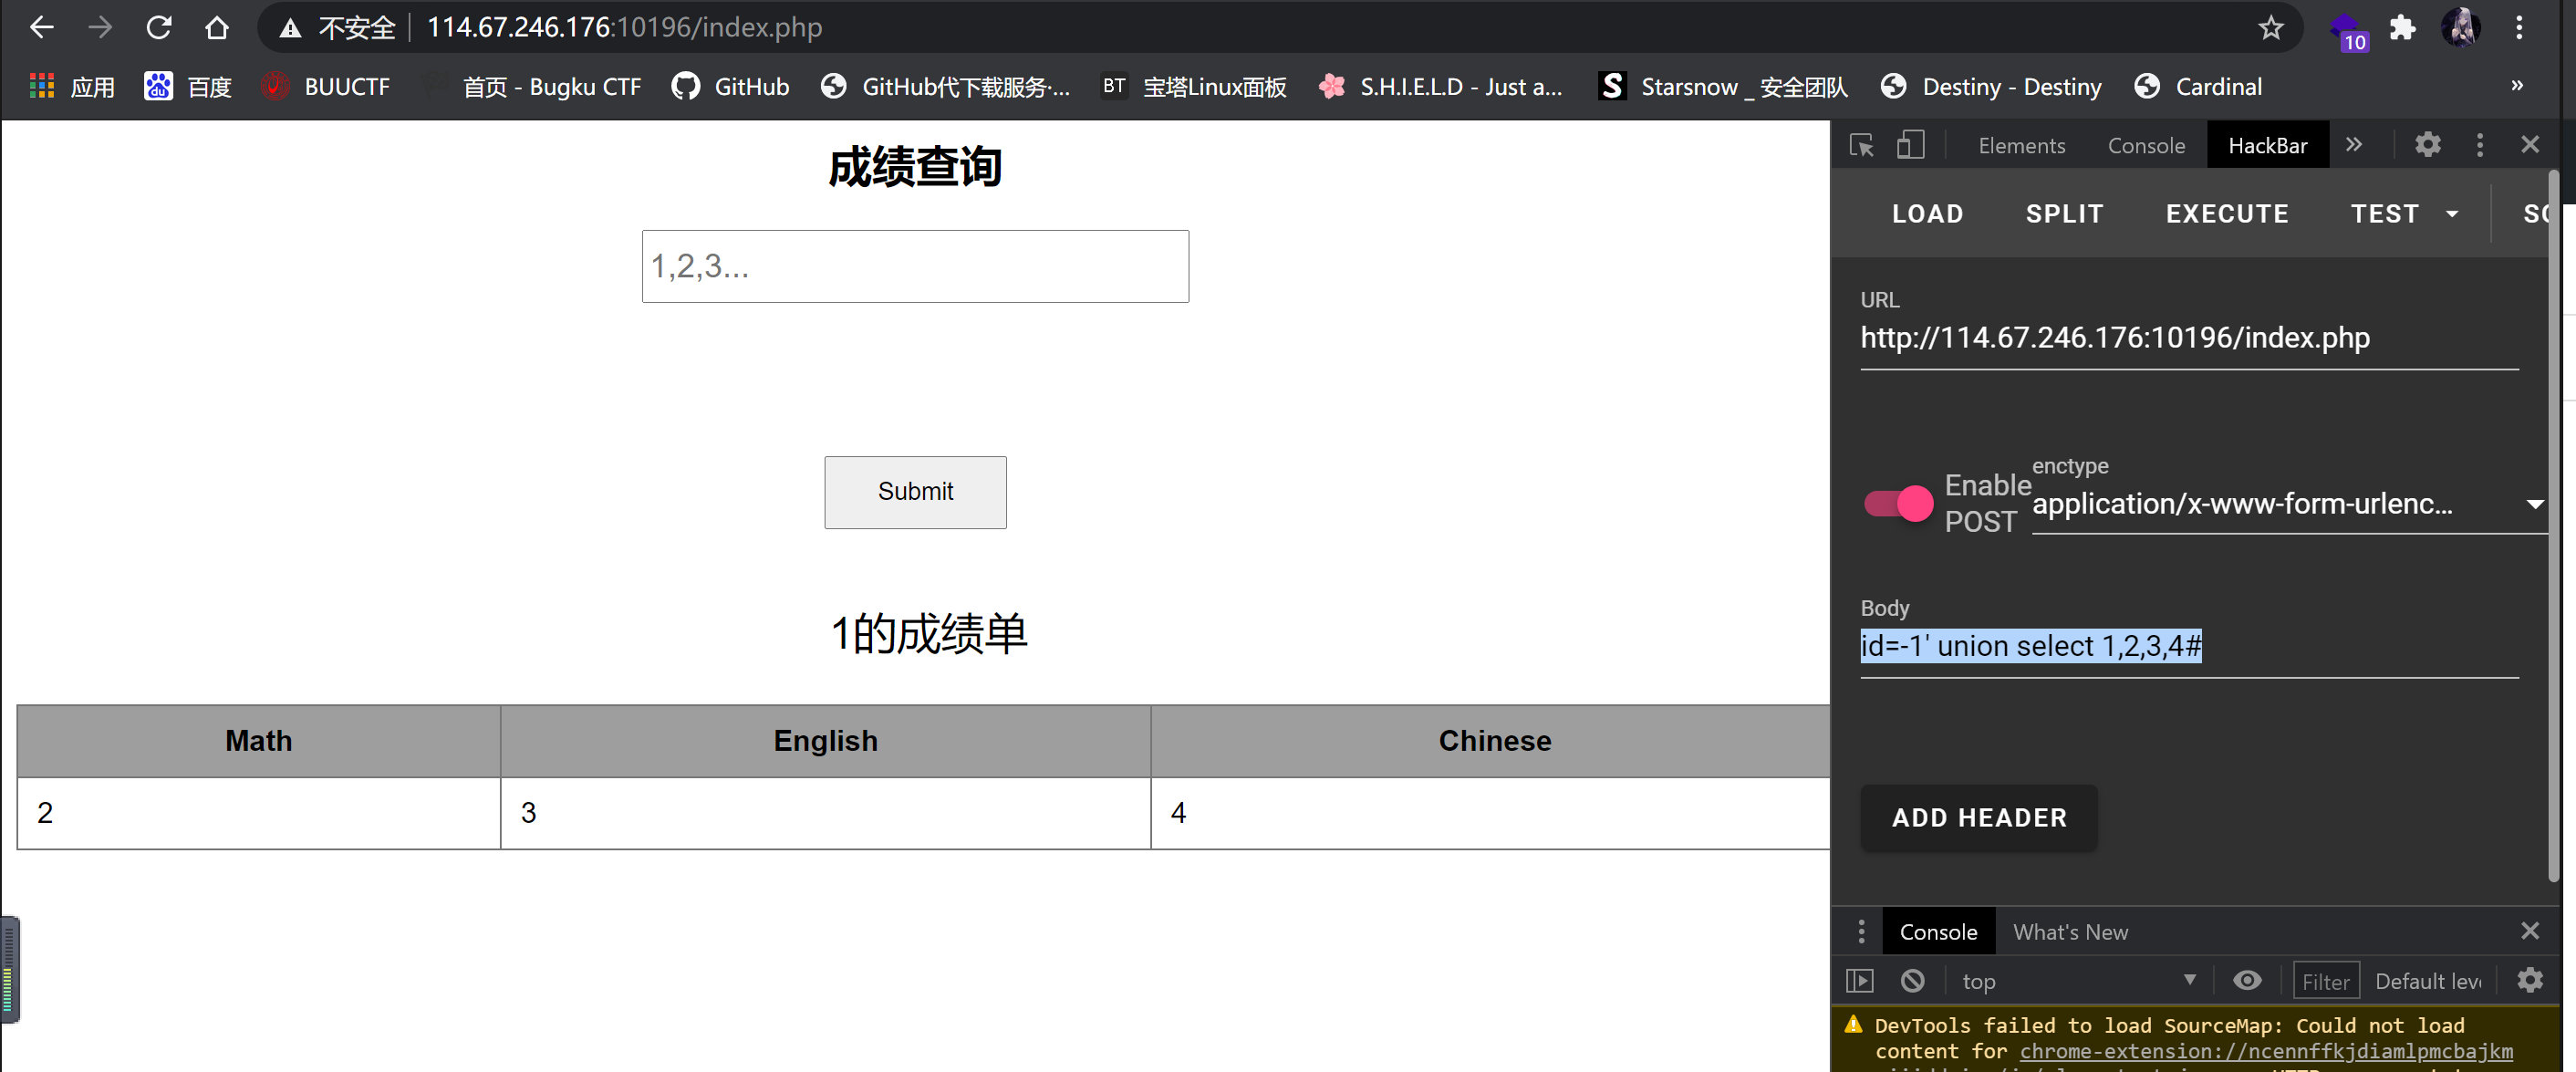 不安全 114.67.246.176:10196/index.php
10
应用 百度 BUUCTF 首页 - Bugku CTF GitHub GitHub代下载服务·... BT 宝塔Linux面板 S.H.I.E.L.D - Just a... S Starsnow _ 安全团队 Destiny - Destiny Cardinal »
成绩查询
1,2,3...
Submit
1的成绩单
Math English Chinese
2 3 4
Elements Console HackBar
LOAD SPLIT EXECUTE TEST
URL
http://114.67.246.176:10196/index.php
Enable POST
enctype
application/x-www-form-urlenc...
Body
id=-1' union select 1,2,3,4#
ADD HEADER
Console What's New
top Filter Default lev
DevTools failed to load SourceMap: Could not load
content for chrome-extension://ncennffkjdiamlpmcbajkm